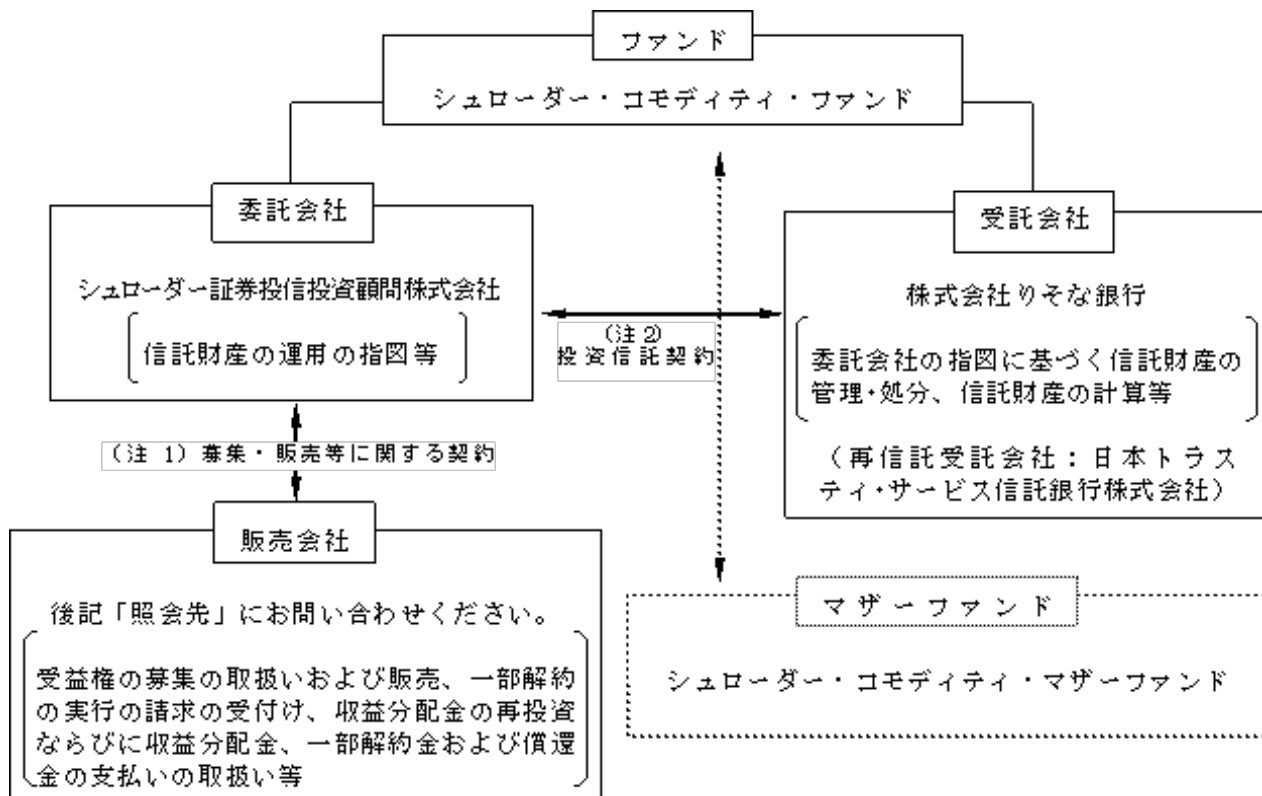 ファンド
シュローダー・コモディティ・ファンド
委託会社
シュローダー証券投信投資顧問株式会社
信託財産の運用の指図等
(注2)
投資信託契約
受託会社
株式会社りそな銀行
委託会社の指図に基づく信託財産の
管理・処分、信託財産の計算等
(再信託受託会社:日本トラス
ティ・サービス信託銀行株式会社)
(注1)募集・販売等に関する契約
販売会社
後記「照会先」にお問い合わせください。
受益権の募集の取扱いおよび販売、一部解約
の実行の請求の受付け、収益分配金の再投資
ならびに収益分配金、一部解約金および償還
金の支払いの取扱い等
マザーファンド
シュローダー・コモディティ・マザーファンド